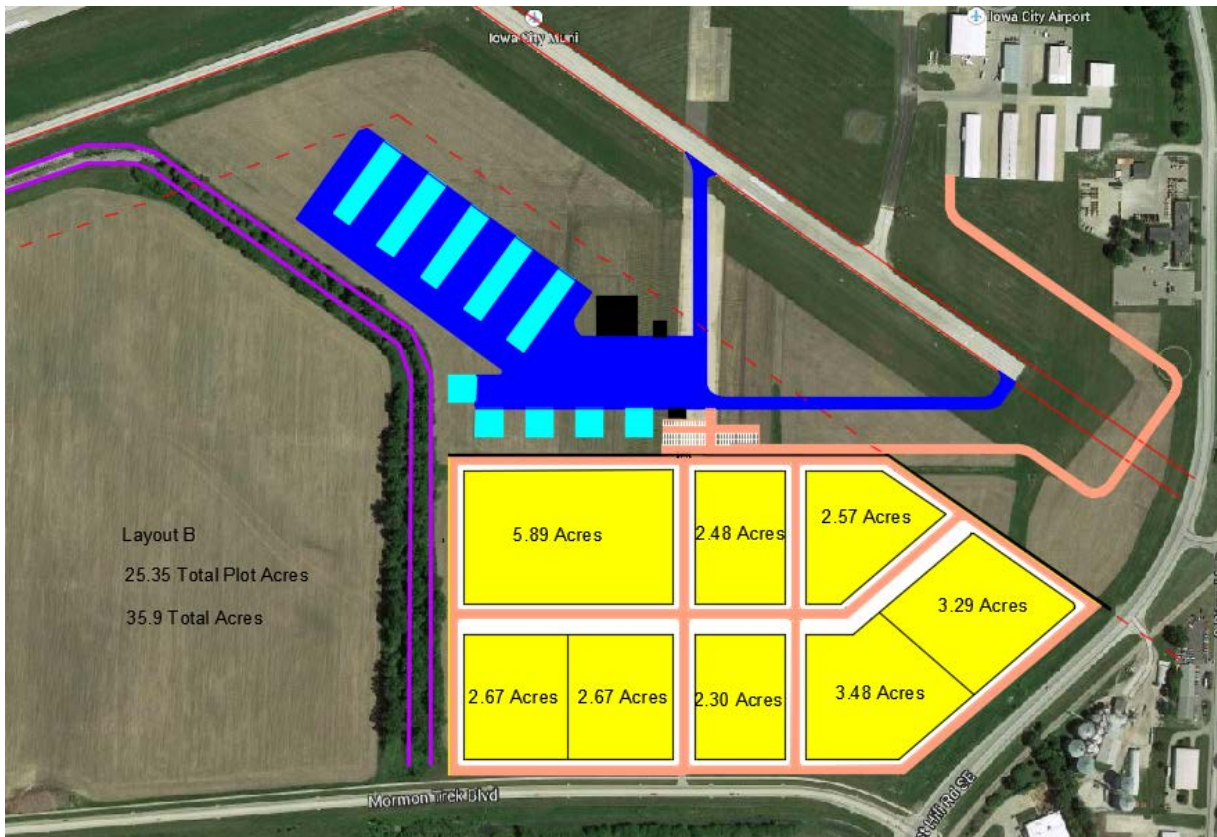 Iowa City Airport
Iowa City Muni
5.89 Acres
2.48 Acres
2.57 Acres
Layout B
25.35 Total Plot Acres
35.9 Total Acres
3.29 Acres
2.67 Acres
2.67 Acres
2.30 Acres
3.48 Acres
Mormon Trek Blvd
Rd SE